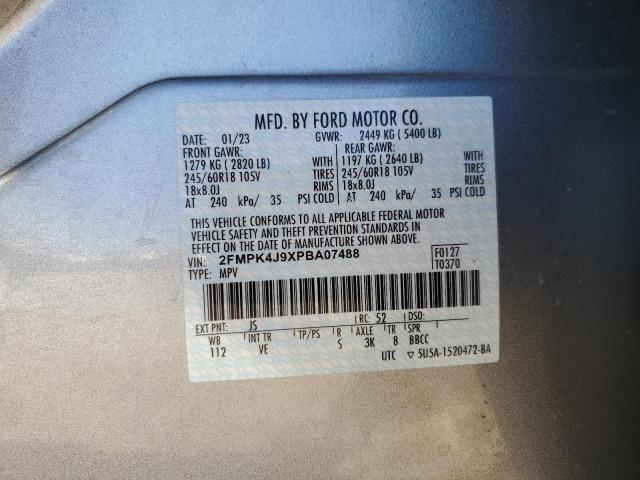 MFD. BY FORD MOTOR CO.
DATE: 01/23 GVWR: 2449 KG ( 5400 LB)
FRONT GAWR: REAR GAWR:
1279 KG ( 2820 LB) WITH 1197 KG ( 2640 LB) WITH
245/60R18 105V TIRES 245/60R18 105V TIRES
18x8.0J RIMS 18x8.0J RIMS
AT 240 kPa/ 35 PSI COLD AT 240 kPa/ 35 PSI COLD
THIS VEHICLE CONFORMS TO ALL APPLICABLE FEDERAL MOTOR
VEHICLE SAFETY AND THEFT PREVENTION STANDARDS IN
EFFECT ON THE DATE OF MANUFACTURE SHOWN ABOVE.
VIN: 2FMPK4J9XPBA07488 F0127
TYPE: MPV T0370
EXT PNT: JS RC: 52 DSO:
WB INT TR TP/PS R AXLE TR SPR
112 VE S 3K 8 BBCC
UTC ▽ 5U5A-1520472-BA